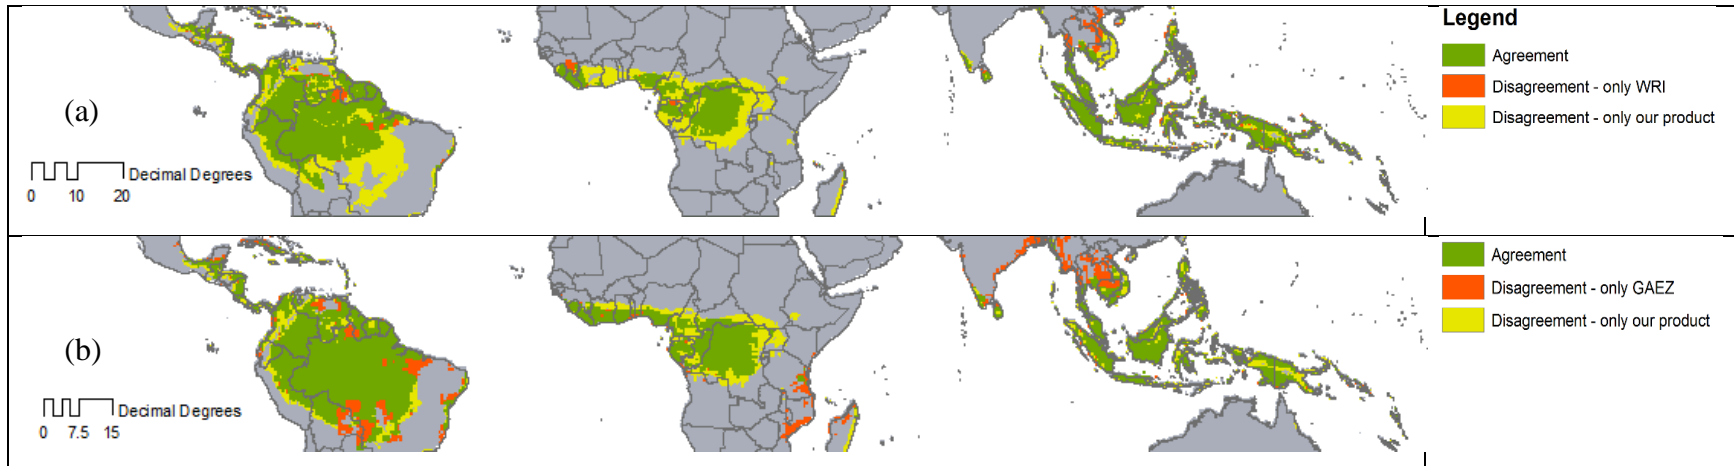 Legend
Agreement
Disagreement - only WRI
Disagreement - only our product
(a)
Decimal Degrees
0 10 20
Agreement
Disagreement - only GAEZ
Disagreement - only our product
(b)
Decimal Degrees
0 7.5 15